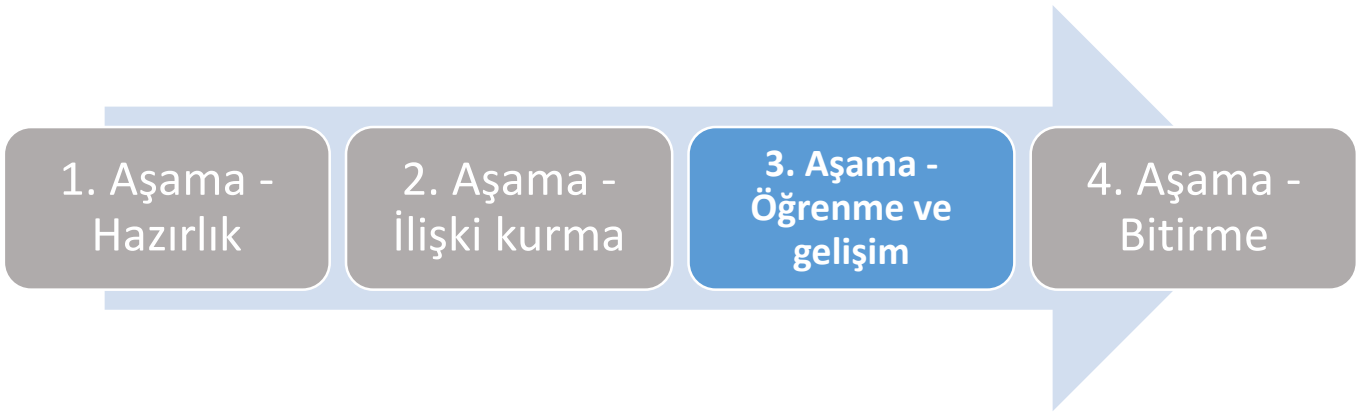 1. Aşama -
Hazırlık
2. Aşama -
İlişki kurma
3. Aşama -
Öğrenme ve
gelişim
4. Aşama -
Bitirme